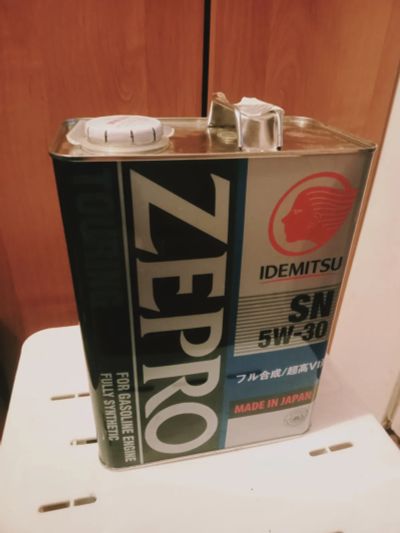 TOURING
ZEPRO
FOR GASOLINE ENGINE
FULLY SYNTHETIC
IDEMITSU
SN
5W-30
フル合成/超高VI
MADE IN JAPAN